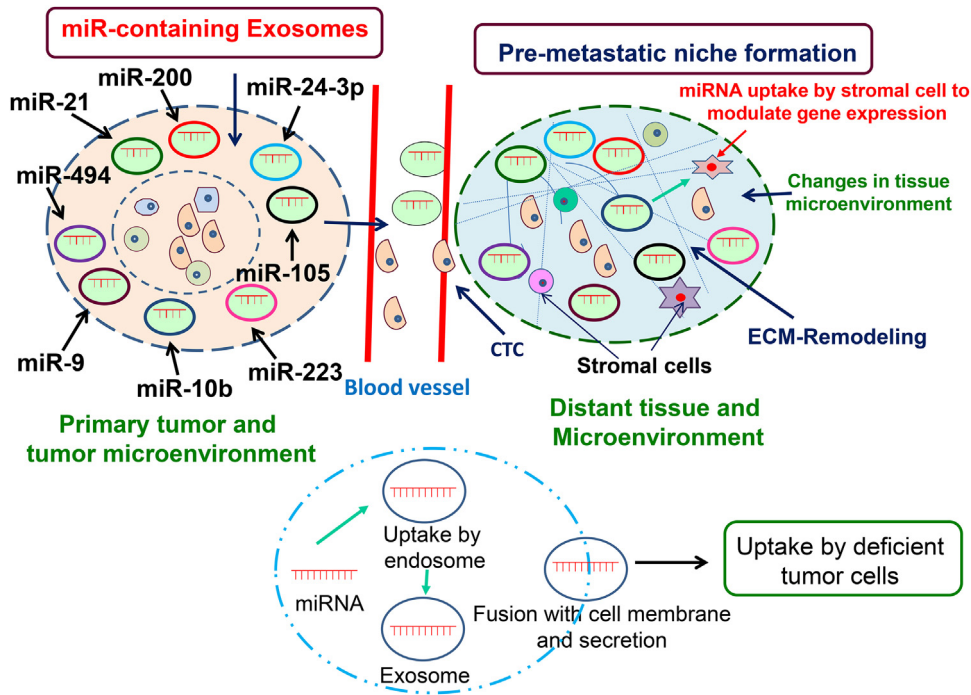 miR-containing Exosomes
Pre-metastatic niche formation
miR-200
miR-24-3p
miR-21
miR-494
miR-105
miR-9
miR-10b
miR-223
miRNA uptake by stromal cell to
modulate gene expression
Changes in tissue
microenvironment
ECM-Remodeling
CTC
Stromal cells
Blood vessel
Primary tumor and
tumor microenvironment
Distant tissue and
Microenvironment
Uptake by
endosome
miRNA
Exosome
Fusion with cell membrane
and secretion
Uptake by deficient
tumor cells